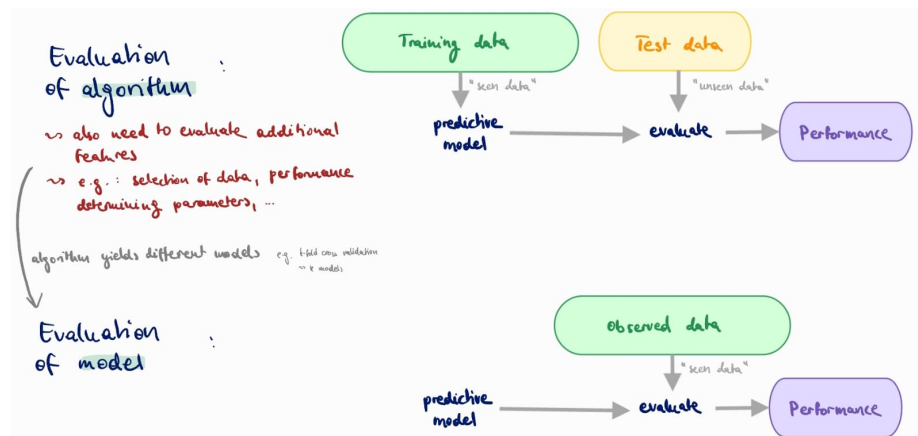 Evaluation
of algorithm :
~> also need to evaluate additional
features
~> e.g.: selection of data, performance
determining parameters, ...
algorithm yields different models e.g. k-fold cross validation
~> k models
Evaluation
of model :
Training data
Test data
"seen data"
"unseen data"
predictive
model
evaluate
Performance
Observed data
"seen data"
predictive
model
evaluate
Performance